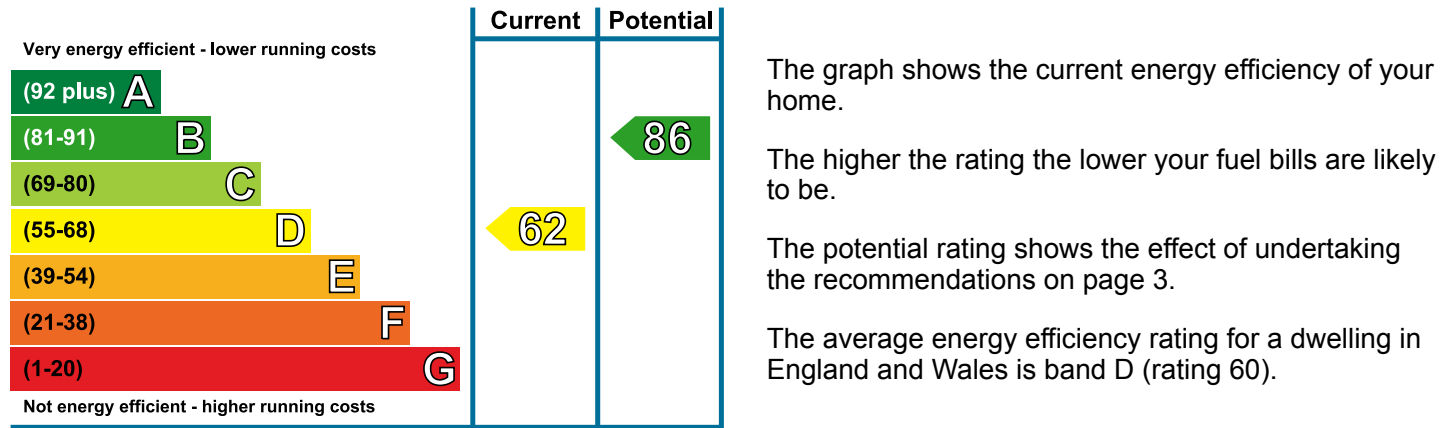 Current Potential
Very energy efficient - lower running costs
(92 plus) A
(81-91) B
86
(69-80) C
(55-68) D
62
(39-54) E
(21-38) F
(1-20) G
Not energy efficient - higher running costs
The graph shows the current energy efficiency of your
home.
The higher the rating the lower your fuel bills are likely
to be.
The potential rating shows the effect of undertaking
the recommendations on page 3.
The average energy efficiency rating for a dwelling in
England and Wales is band D (rating 60).